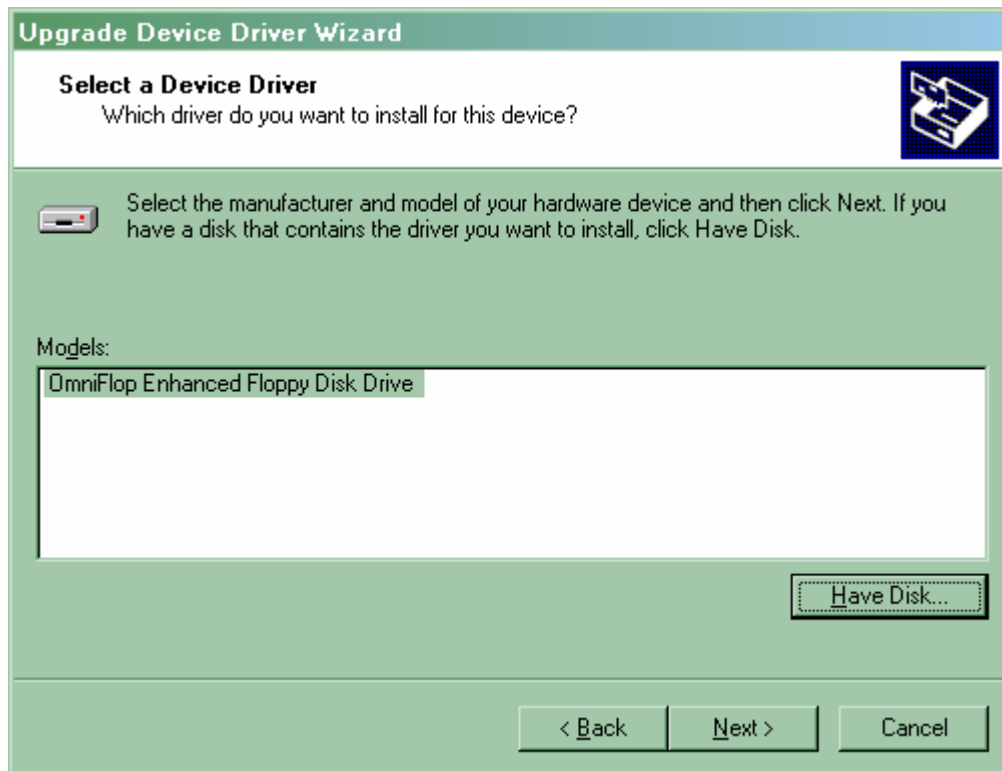 Upgrade Device Driver Wizard
Select a Device Driver
Which driver do you want to install for this device?
Select the manufacturer and model of your hardware device and then click Next. If you
have a disk that contains the driver you want to install, click Have Disk.
Models:
OmniFlop Enhanced Floppy Disk Drive
Have Disk...
< Back
Next >
Cancel